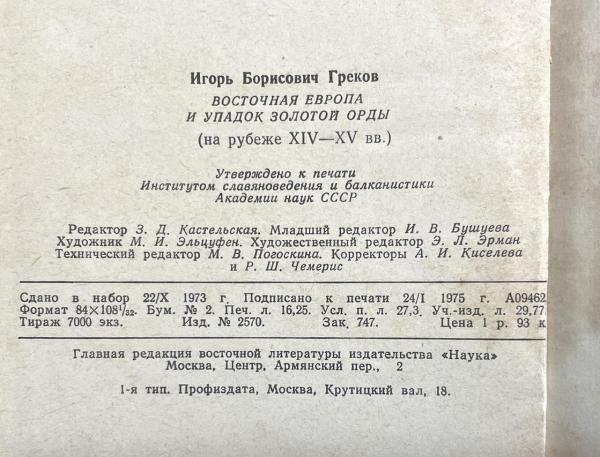 Игорь Борисович Греков
ВОСТОЧНАЯ ЕВРОПА
И УПАДОК ЗОЛОТОЙ ОРДЫ
(на рубеже XIV—XV вв.)
Утверждено к печати
Институтом славяноведения и балканистики
Академии наук СССР
Редактор З. Д. Кастельская. Младший редактор И. В. Бушуева
Художник М. И. Эльцуфен. Художественный редактор Э. Л. Эрман
Технический редактор М. В. Погоскина. Корректоры А. И. Киселева
и Р. Ш. Чемерис
Сдано в набор 22/X 1973 г. Подписано к печати 24/I 1975 г. А09462
Формат 84×108¹/₃₂. Бум. № 2. Печ. л. 16,25. Усл. п. л. 27,3. Уч.-изд. л. 29,77
Тираж 7000 экз. Изд. № 2570. Зак. 747. Цена 1 р. 93 к
Главная редакция восточной литературы издательства «Наука»
Москва, Центр, Армянский пер., 2
1-я тип. Профиздата, Москва, Крутицкий вал, 18.